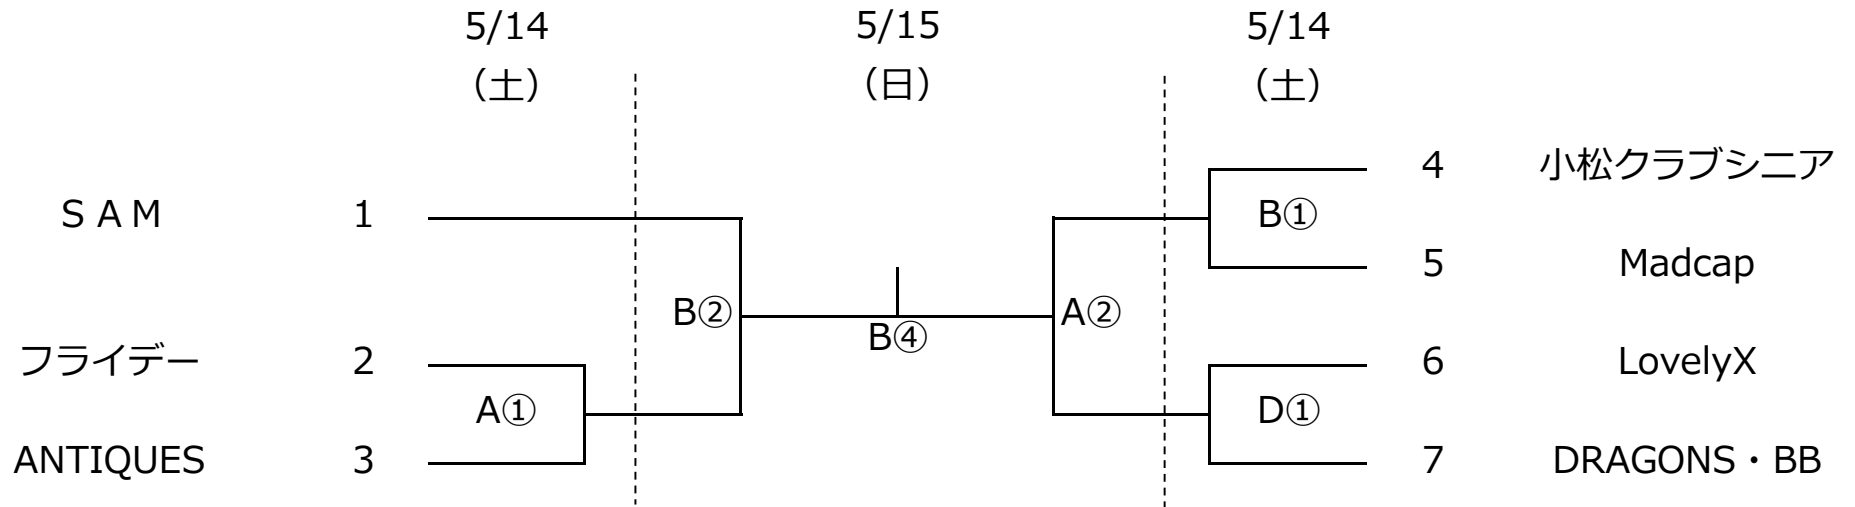 5/14 5/15 5/14
(土) (日) (土)
4 小松クラブシニア
ＳＡＭ 1 B①
5 Madcap
B② A②
B④
フライデー 2 6 LovelyX
A① D①
ANTIQUES 3 7 DRAGONS・BB